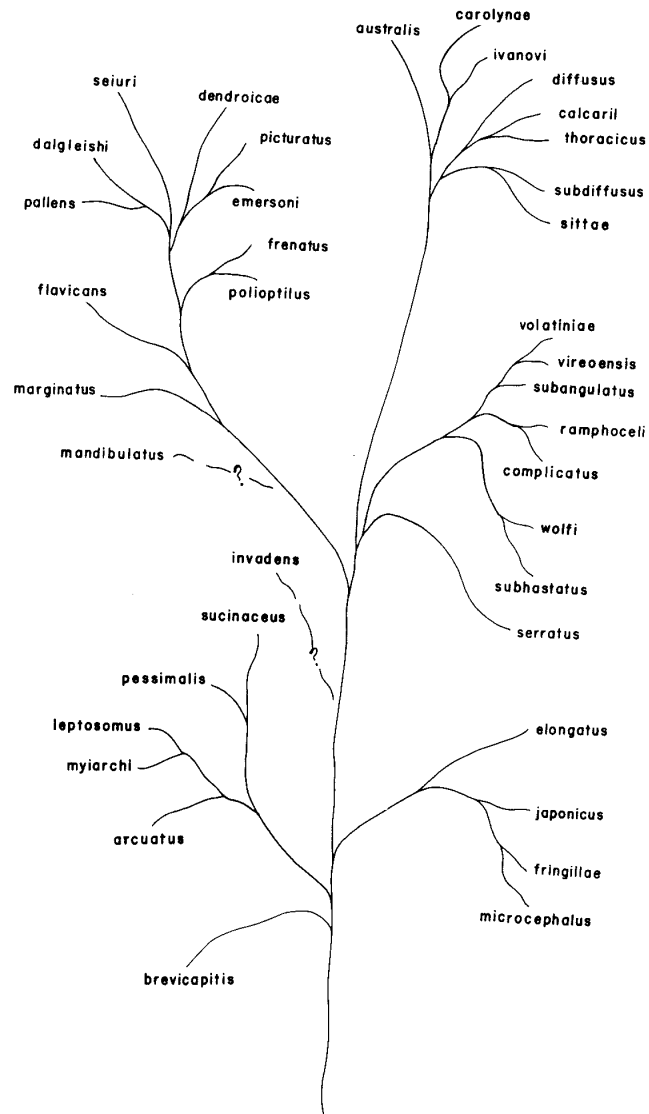 carolynae
australis
ivanovi
seiuri
diffusus
dendroicae
calcaril
thoracicus
picturatus
dalgleishi
subdiffusus
emersoni
pallens
sittae
frenatus
flavicans
polioptilus
volatiniae
vireoensis
marginatus
subangulatus
ramphoceli
mandibulatus
?
complicatus
wolfi
invadens
subhastatus
sucinaceus
serratus
?
pessimalis
leptosomus
elongatus
myiarchi
japonicus
arcuatus
fringillae
microcephalus
brevicapitis